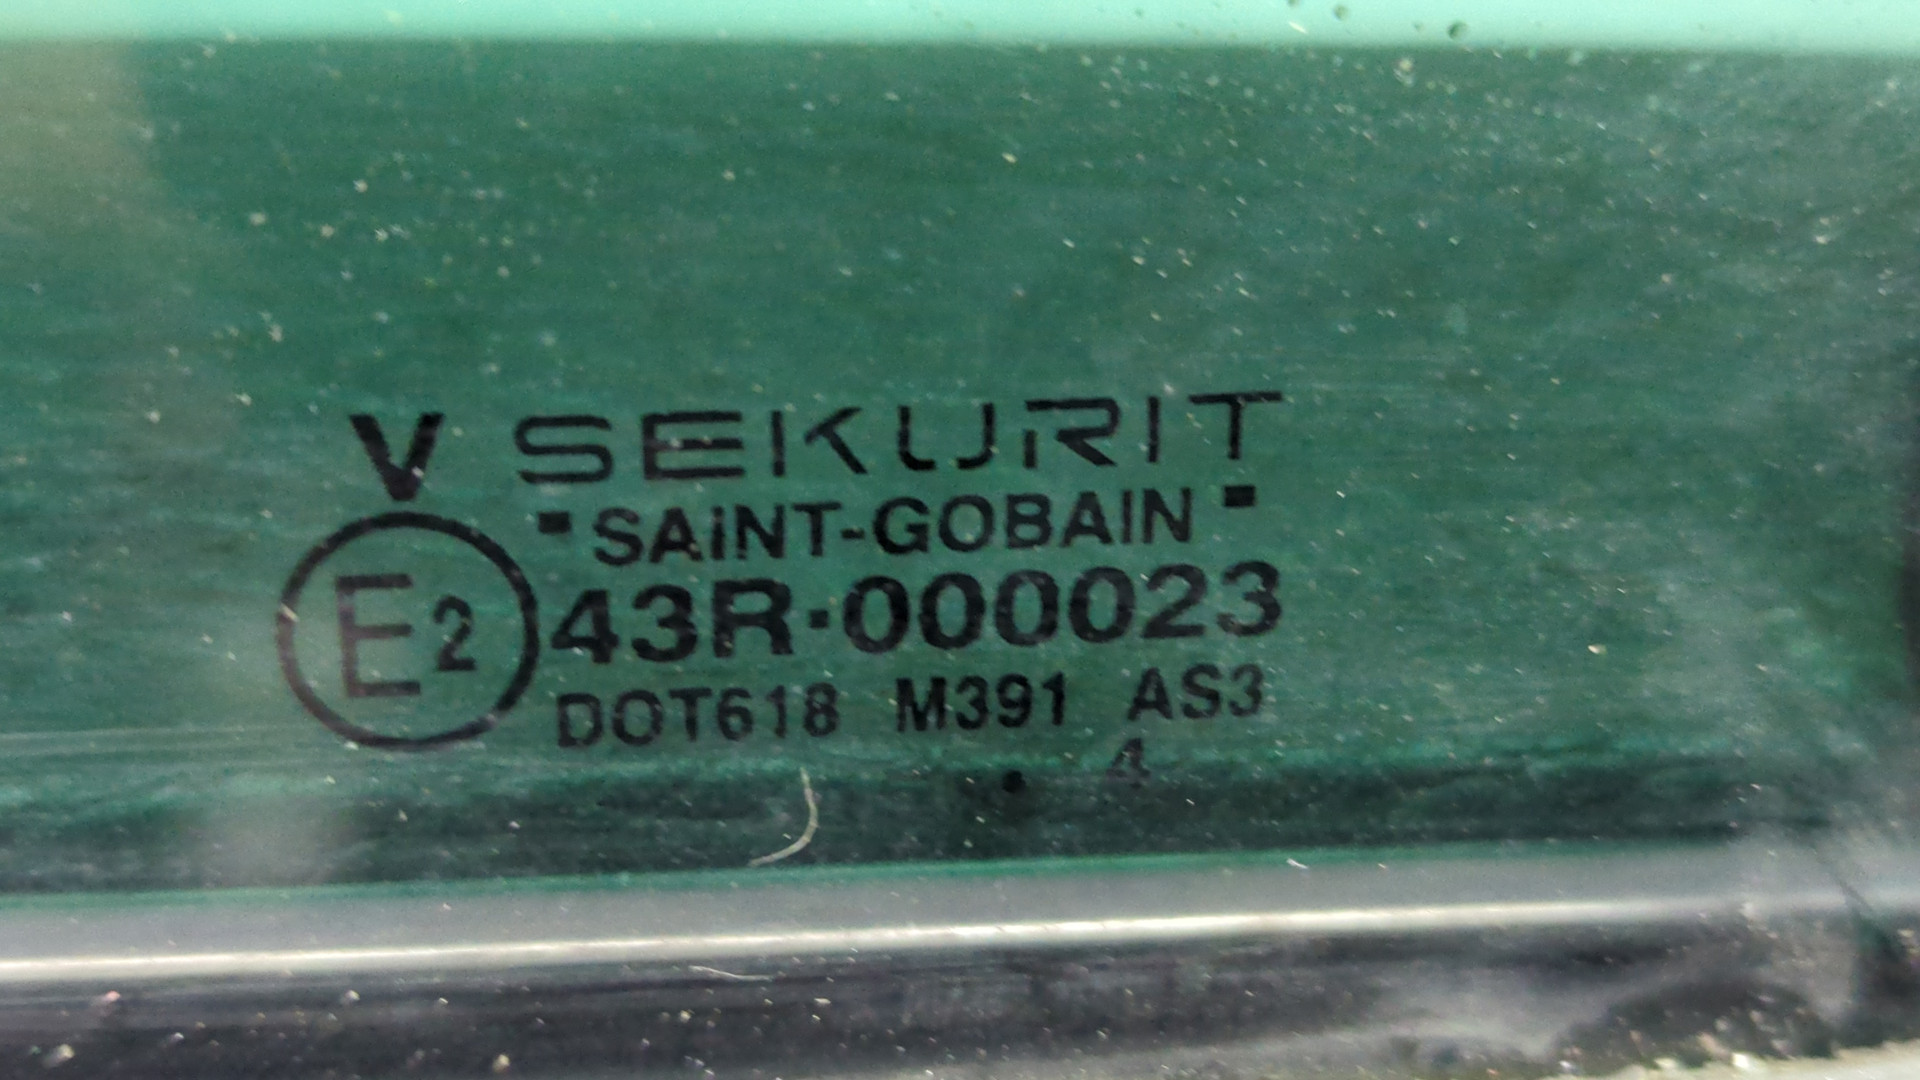 V SEKURIT
SAINT-GOBAIN
E2 43R-000023
DOT618 M391 AS3
. 4